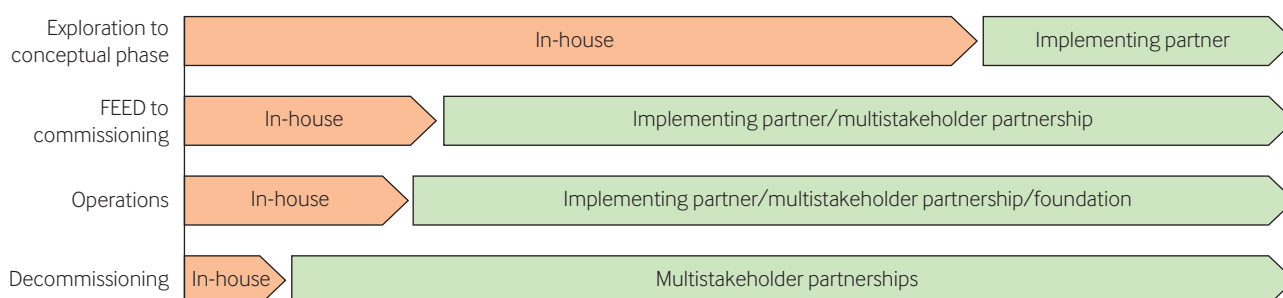 Exploration to
conceptual phase
In-house
Implementing partner
FEED to
commissioning
In-house
Implementing partner/multistakeholder partnership
Operations
In-house
Implementing partner/multistakeholder partnership/foundation
Decommissioning
In-house
Multistakeholder partnerships